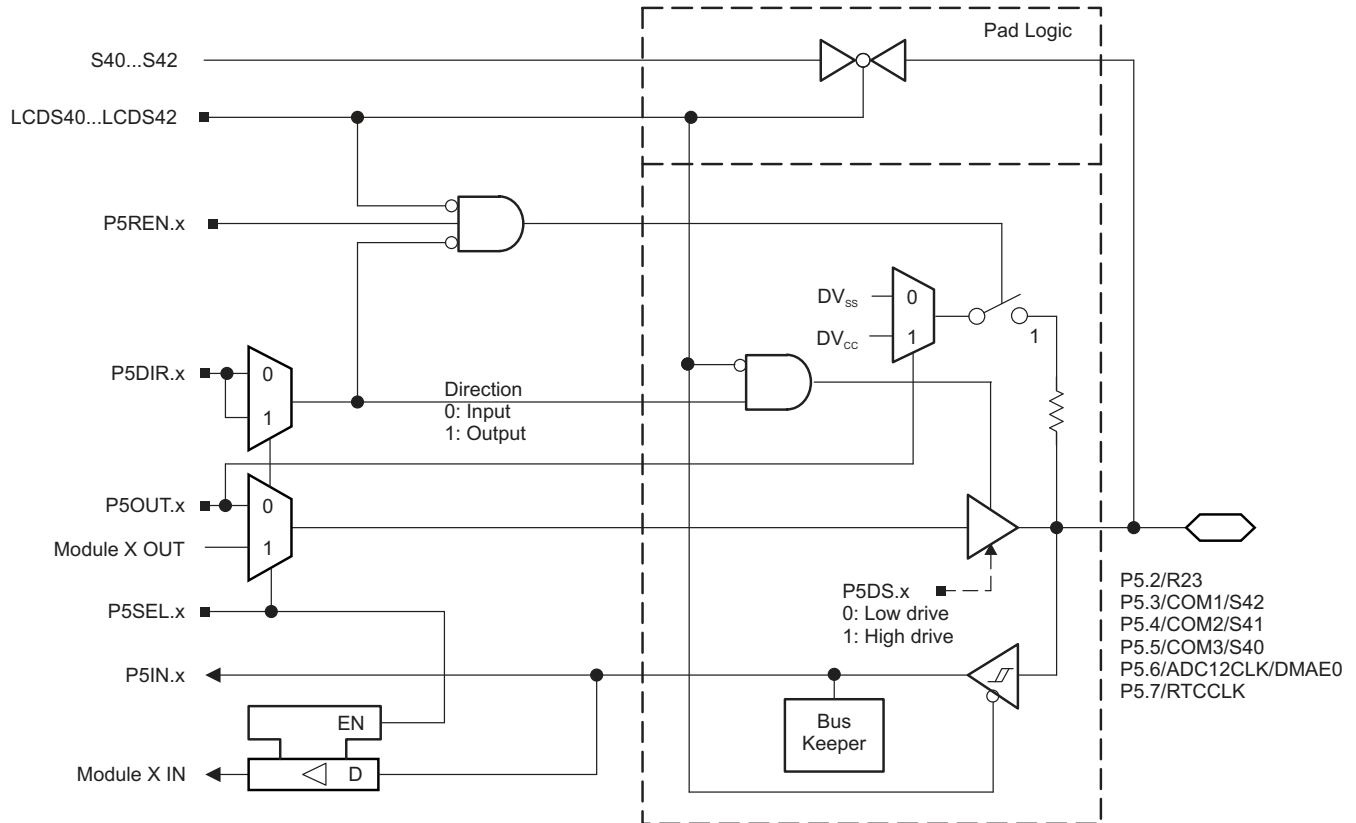 Pad Logic
S40...S42
LCDS40...LCDS42
P5REN.x
DVSS
0
DVCC
1
1
P5DIR.x
0
1
Direction
0: Input
1: Output
P5OUT.x
0
Module X OUT
1
P5SEL.x
P5DS.x
0: Low drive
1: High drive
P5.2/R23
P5.3/COM1/S42
P5.4/COM2/S41
P5.5/COM3/S40
P5.6/ADC12CLK/DMAE0
P5.7/RTCCLK
P5IN.x
Bus
Keeper
EN
Module X IN
D